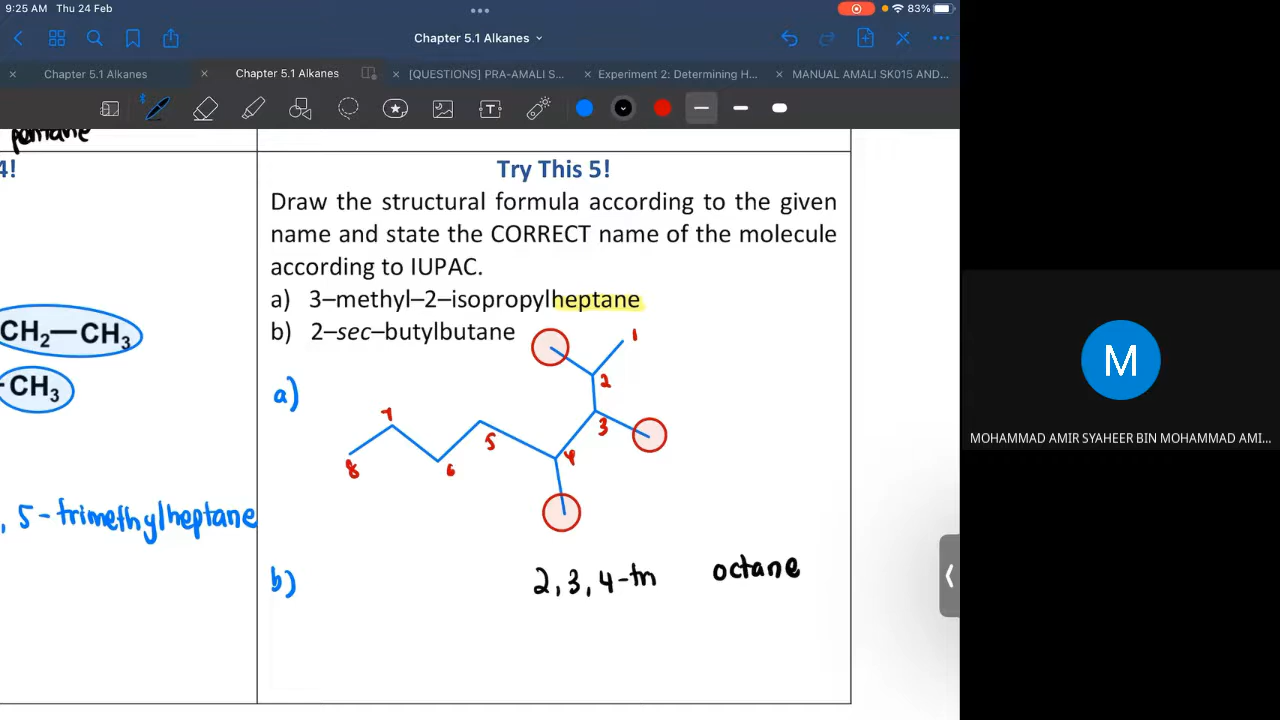 9:25 AM Thu 24 Feb
83%
Chapter 5.1 Alkanes
Chapter 5.1 Alkanes
Chapter 5.1 Alkanes
[QUESTIONS] PRA-AMALI S...
Experiment 2: Determining H...
MANUAL AMALI SK015 AND...
4!
CH2—CH3
-CH3
, 5-trimethylheptane
Try This 5!
Draw the structural formula according to the given
name and state the CORRECT name of the molecule
according to IUPAC.
a) 3–methyl–2–isopropylheptane
b) 2–sec–butylbutane
a)
1
2
3
4
5
6
7
8
b)
2, 3, 4-tri
octane
M
MOHAMMAD AMIR SYAHEER BIN MOHAMMAD AMI...